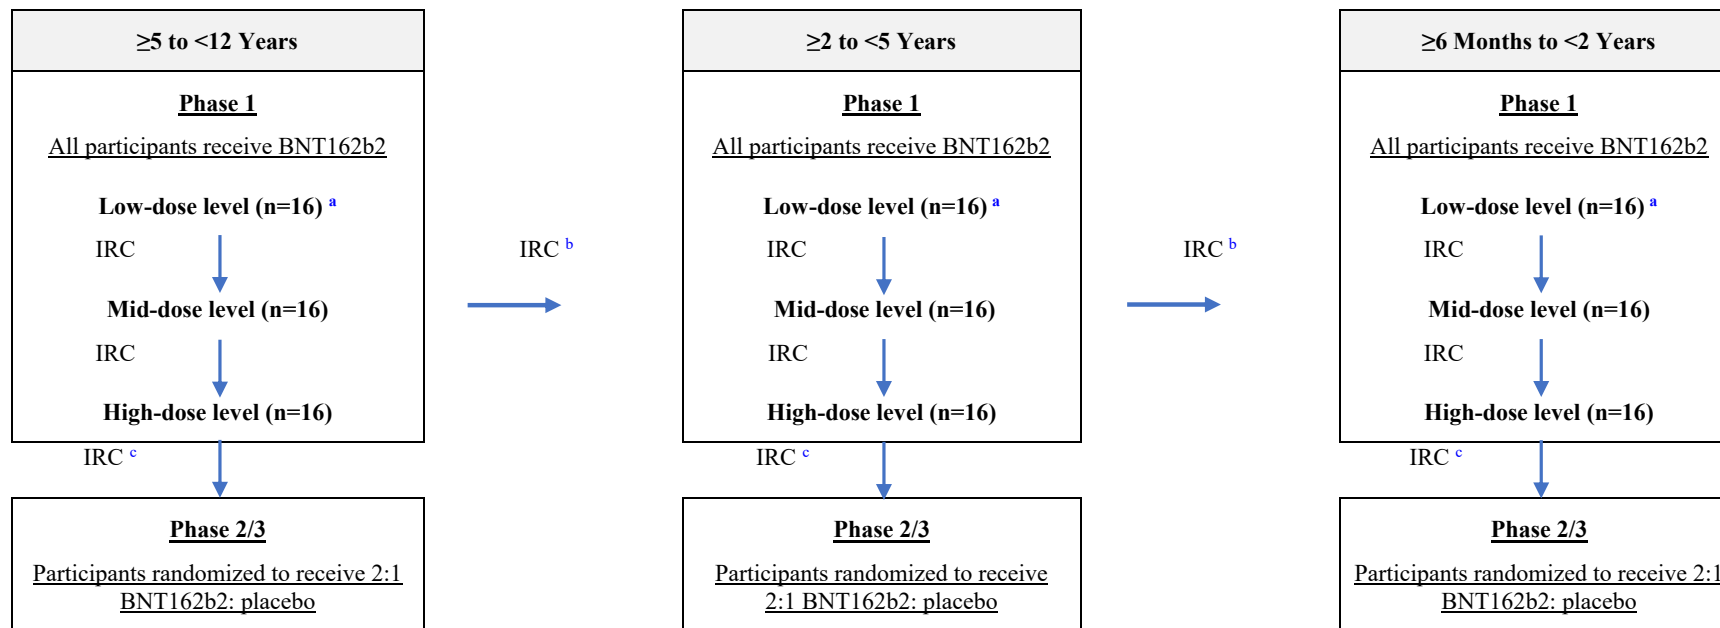 ≥5 to <12 Years
Phase 1
All participants receive BNT162b2
Low-dose level (n=16) a
IRC
Mid-dose level (n=16)
IRC
High-dose level (n=16)
IRC c
Phase 2/3
Participants randomized to receive 2:1
BNT162b2: placebo
IRC b
≥2 to <5 Years
Phase 1
All participants receive BNT162b2
Low-dose level (n=16) a
IRC
Mid-dose level (n=16)
IRC
High-dose level (n=16)
IRC c
Phase 2/3
Participants randomized to receive
2:1 BNT162b2: placebo
IRC b
≥6 Months to <2 Years
Phase 1
All participants receive BNT162b2
Low-dose level (n=16) a
IRC
Mid-dose level (n=16)
IRC
High-dose level (n=16)
IRC c
Phase 2/3
Participants randomized to receive 2:1
BNT162b2: placebo